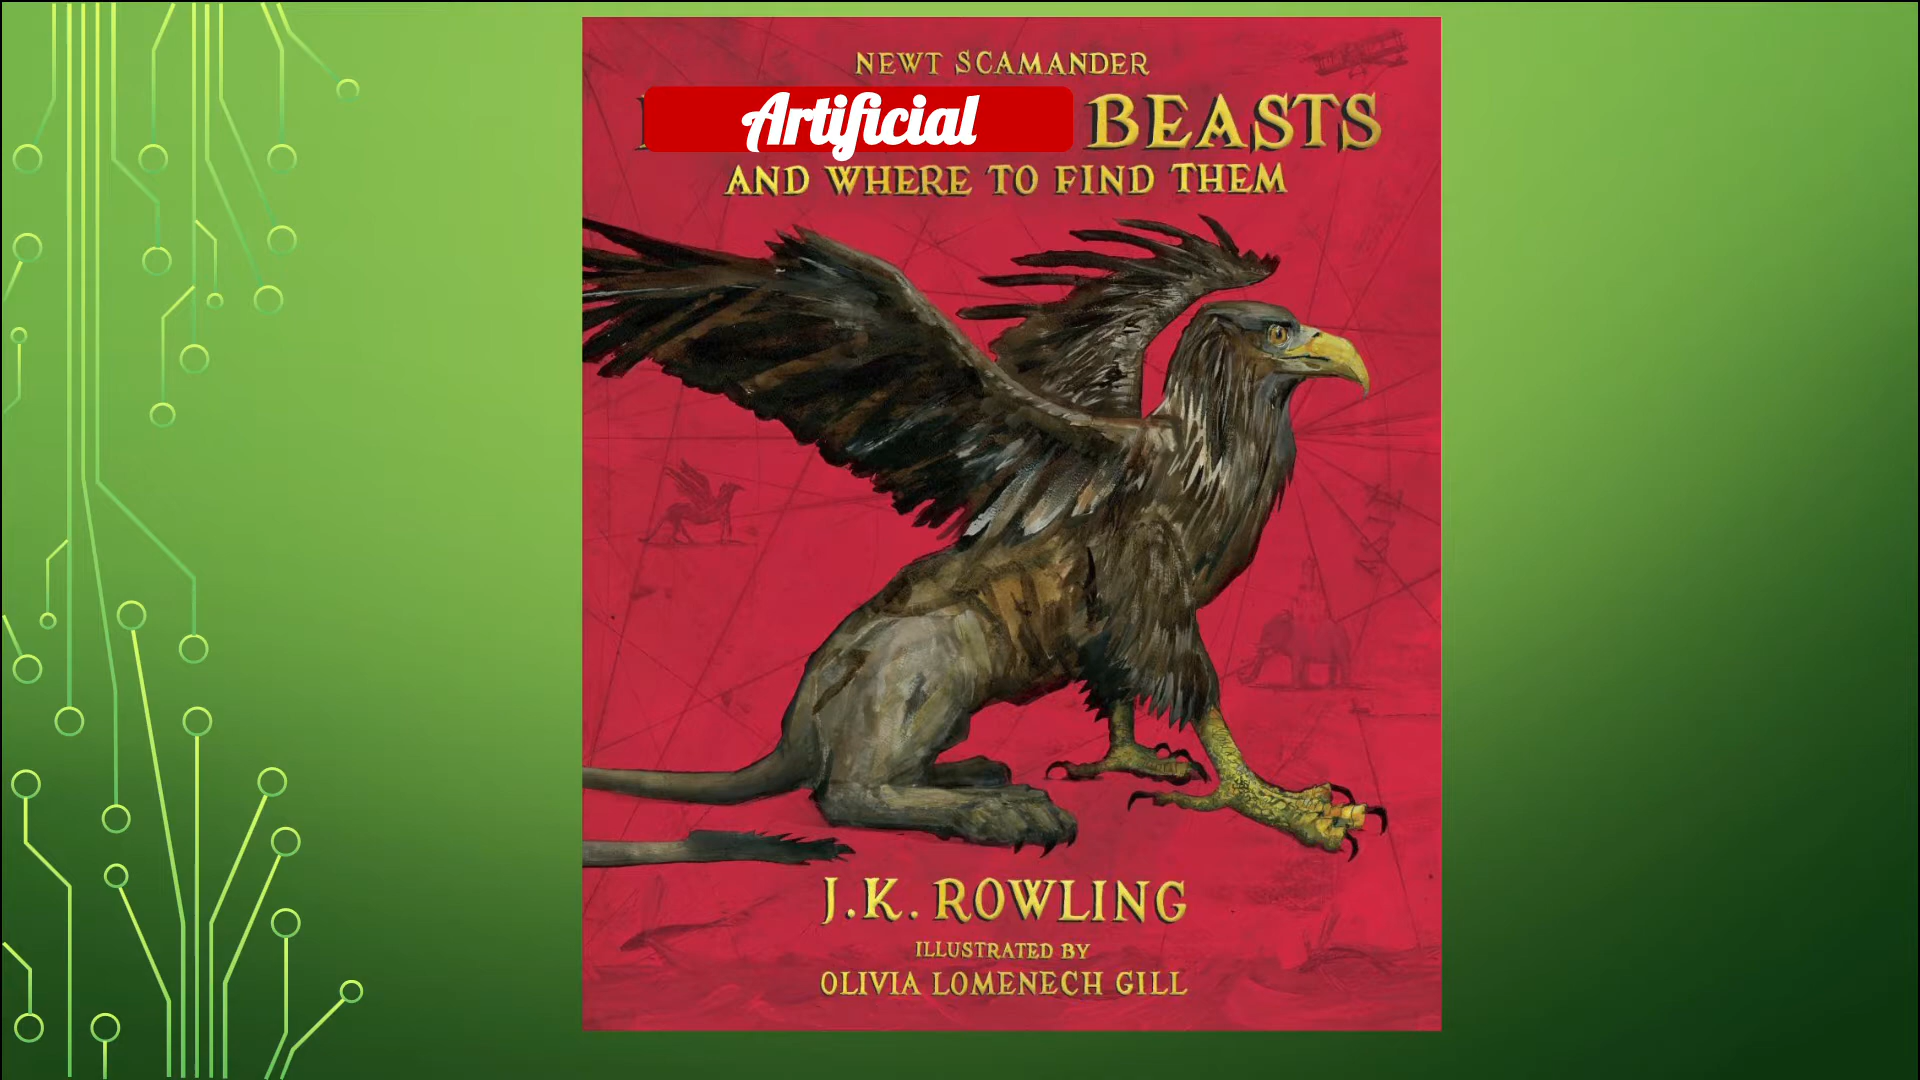 NEWT SCAMANDER
Artificial BEASTS
AND WHERE TO FIND THEM
J.K. ROWLING
ILLUSTRATED BY
OLIVIA LOMENECH GILL